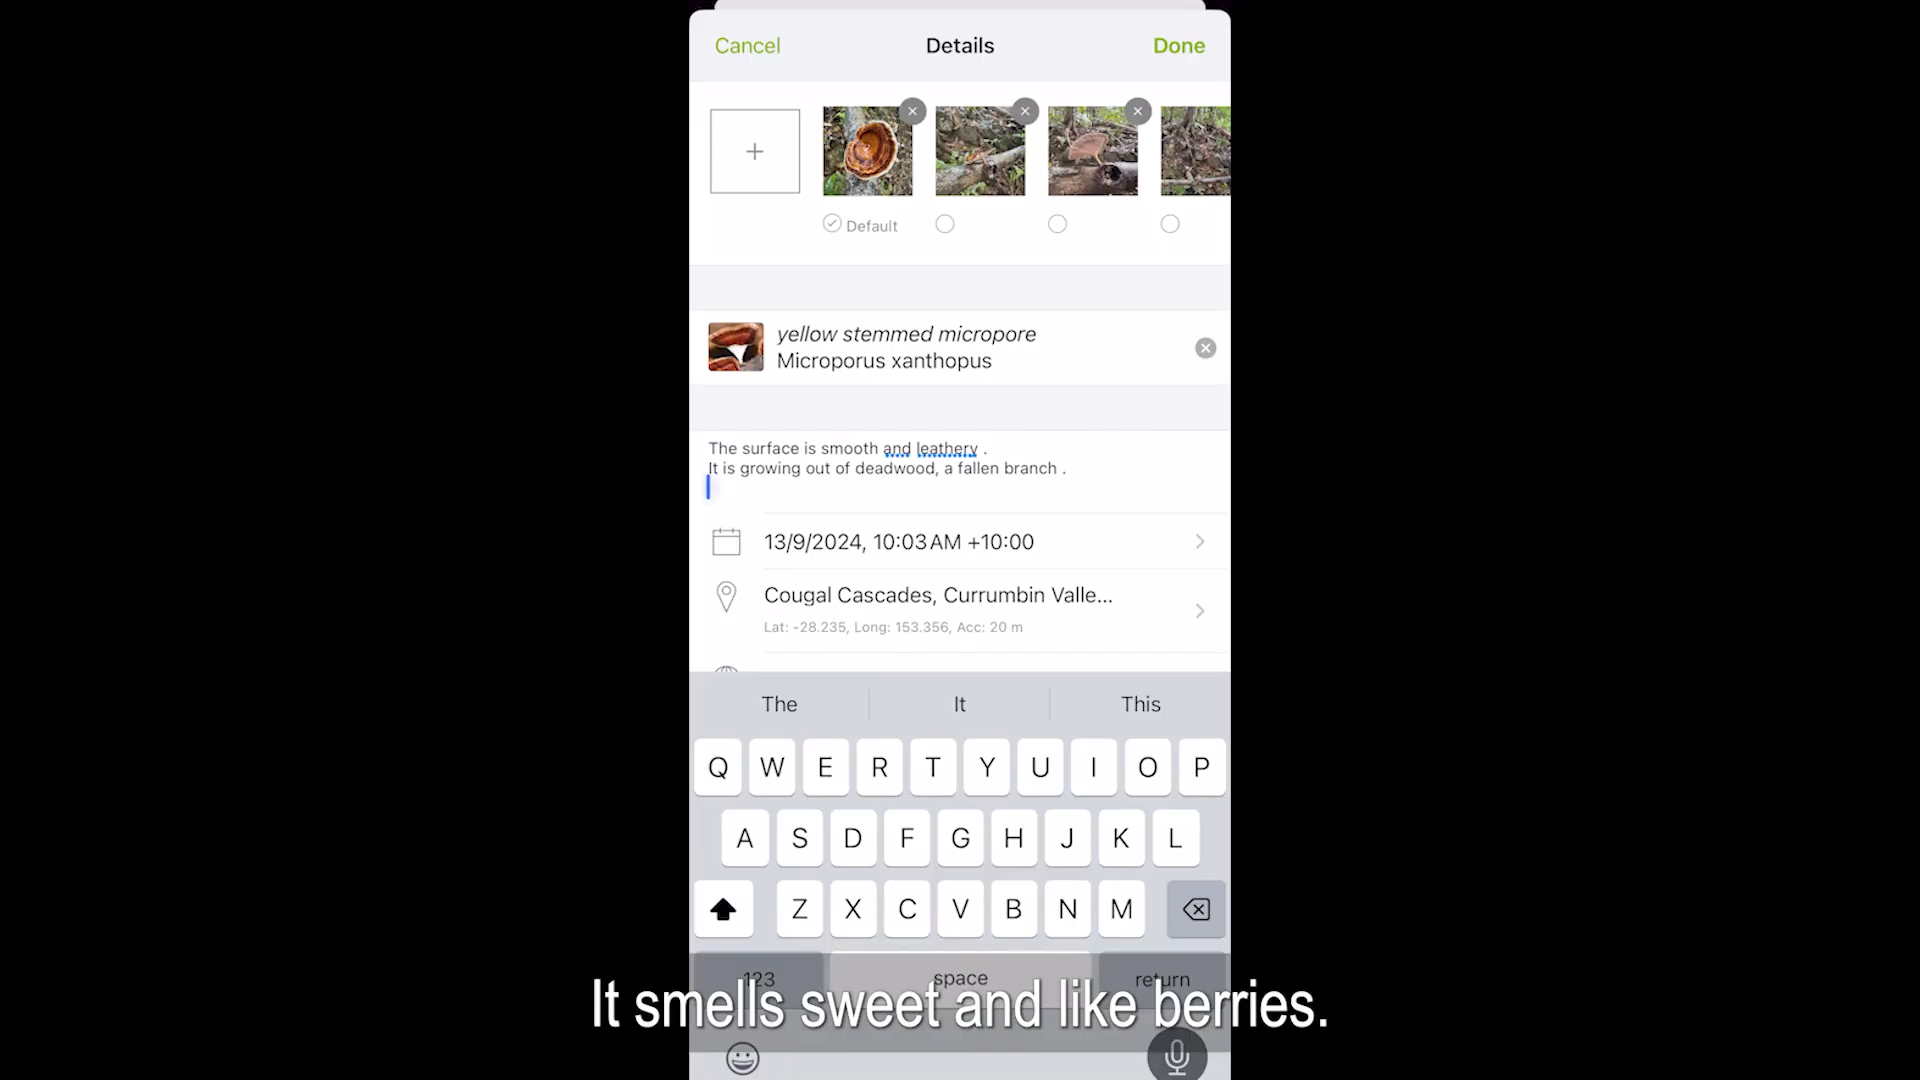 Cancel
Details
Done
Default
yellow stemmed micropore
Microporus xanthopus
The surface is smooth and leathery .
It is growing out of deadwood, a fallen branch .
13/9/2024, 10:03 AM +10:00
Cougal Cascades, Currumbin Valle...
Lat: -28.235, Long: 153.356, Acc: 20 m
The It This
Q W E R T Y U I O P
A S D F G H J K L
Z X C V B N M
123 space return
It smells sweet and like berries.